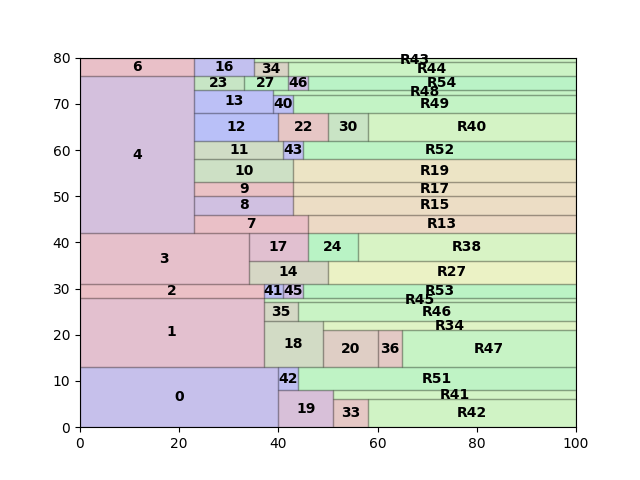 80
R43
6 16 34 R44
23 27 46 R54
R48
70
13 40 R49
12 22 30 R40
60
11 43 R52
4
10 R19
9 R17
50
8 R15
7 R13
40
17 24 R38
3
14 R27
30
2 41 45 R53
R45
35 R46
R34
20
1 18 20 36 R47
10
42 R51
0 R41
19 33 R42
0
0 20 40 60 80 100